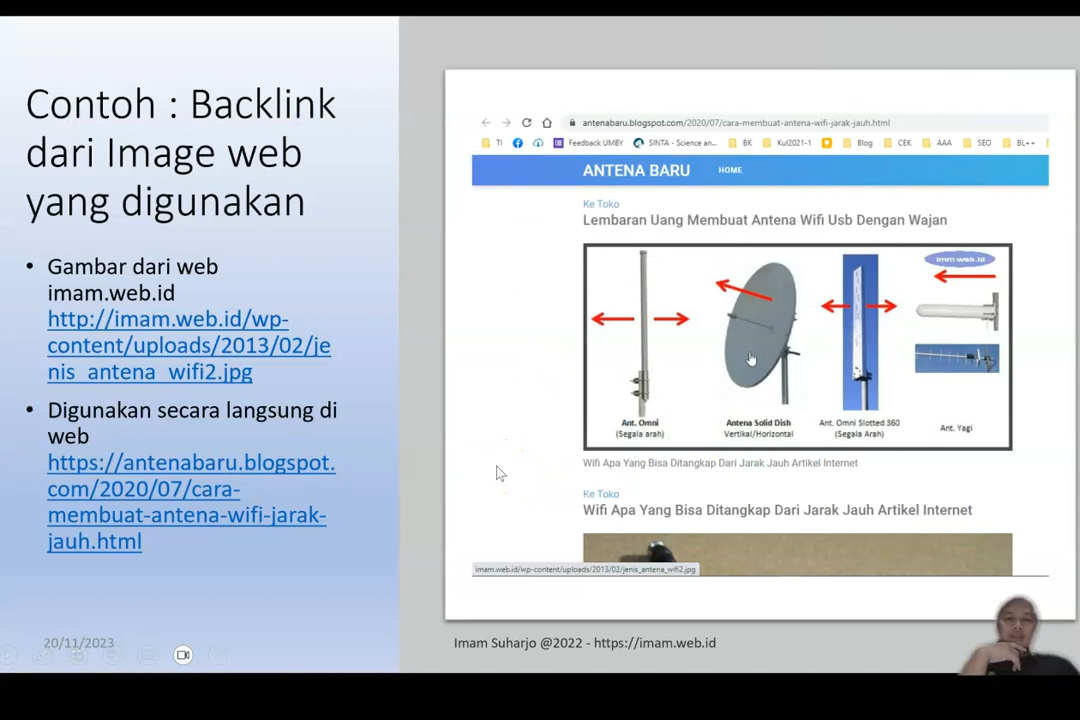 Contoh : Backlink
dari Image web
yang digunakan
• Gambar dari web
imam.web.id
http://imam.web.id/wp-
content/uploads/2013/02/je
nis_antena_wifi2.jpg
• Digunakan secara langsung di
web
https://antenabaru.blogspot.
com/2020/07/cara-
membuat-antena-wifi-jarak-
jauh.html
20/11/2023
antenabaru.blogspot.com/2020/07/cara-membuat-antena-wifi-jarak-jauh.html
TI Feedback UMBY SINTA - Science an... BK Kul2021-1 Blog CEK AAA SEO BL++
ANTENA BARU HOME
Ke Toko
Lembaran Uang Membuat Antena Wifi Usb Dengan Wajan
imm.web.id
Ant. Omni
(Segala arah)
Antena Solid Dish
Vertikal/Horizontal
Ant. Omni Slotted 360
(Segala Arah)
Ant. Yagi
Wifi Apa Yang Bisa Ditangkap Dari Jarak Jauh Artikel Internet
Ke Toko
Wifi Apa Yang Bisa Ditangkap Dari Jarak Jauh Artikel Internet
imam.web.id/wp-content/uploads/2013/02/jenis_antena_wifi2.jpg
Imam Suharjo @2022 - https://imam.web.id